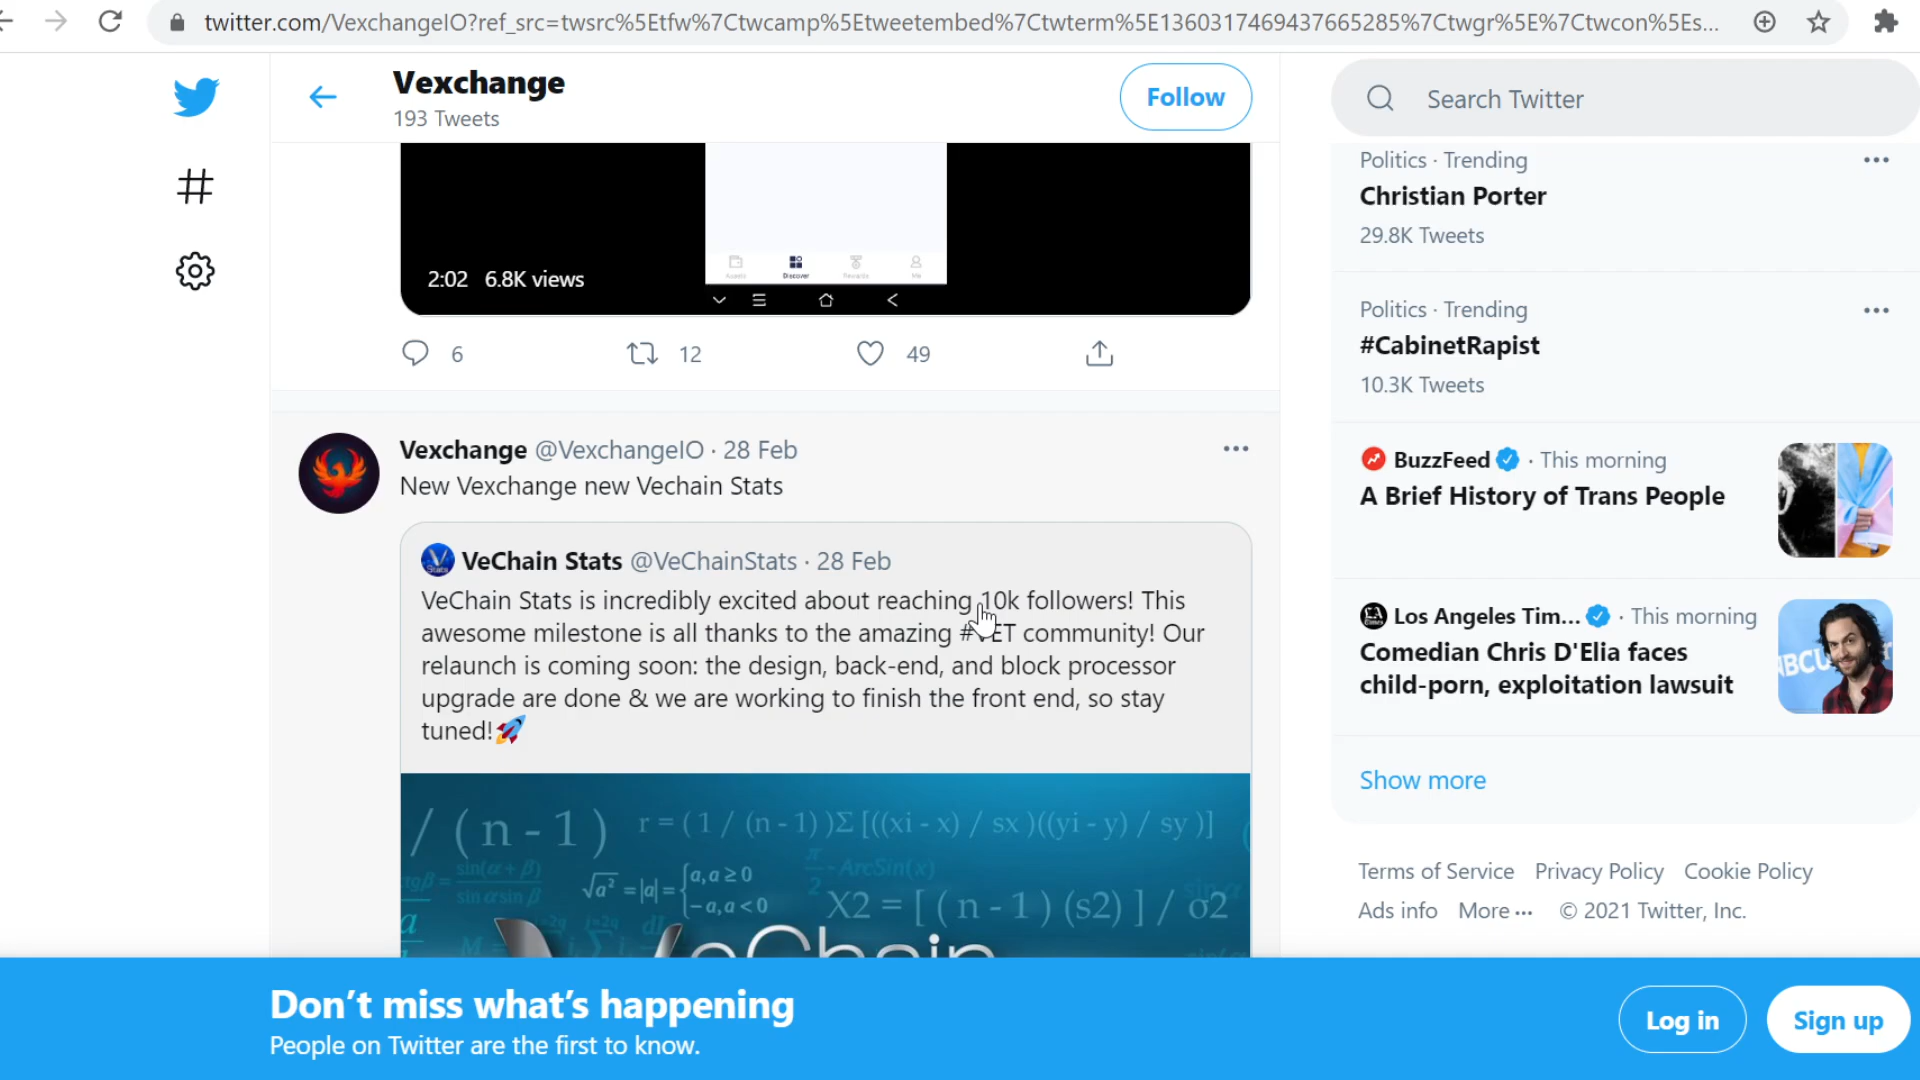 twitter.com/VexchangeIO?ref_src=twsrc%5Etfw%7Ctwcamp%5Etweetembed%7Ctwterm%5E1360317469437665285%7Ctwgr%5E%7Ctwcon%5Es...
Vexchange
193 Tweets
Follow
Search Twitter
Assets Discover Rewards Me
2:02 6.8K views
6 12 49
Vexchange @VexchangeIO · 28 Feb
New Vexchange new Vechain Stats
VeChain Stats @VeChainStats · 28 Feb
VeChain Stats is incredibly excited about reaching 10k followers! This
awesome milestone is all thanks to the amazing #VET community! Our
relaunch is coming soon: the design, back-end, and block processor
upgrade are done & we are working to finish the front end, so stay
tuned!🚀
/ ( n - 1 ) r = ( 1 / (n - 1) ) Σ [((xi - x) / sx )((yi - y) / sy )]
sin(α + β)
sin α sin β
√a² = |a| = { a, a ≥ 0
- a, a < 0
π/2 - ArcSin(x)
X2 = [ ( n - 1 ) (s2) ] / σ2
VeChain
Politics · Trending
Christian Porter
29.8K Tweets
Politics · Trending
#CabinetRapist
10.3K Tweets
BuzzFeed · This morning
A Brief History of Trans People
Los Angeles Tim... · This morning
Comedian Chris D'Elia faces
child-porn, exploitation lawsuit
Show more
Terms of Service Privacy Policy Cookie Policy
Ads info More ··· © 2021 Twitter, Inc.
Don't miss what's happening
People on Twitter are the first to know.
Log in
Sign up